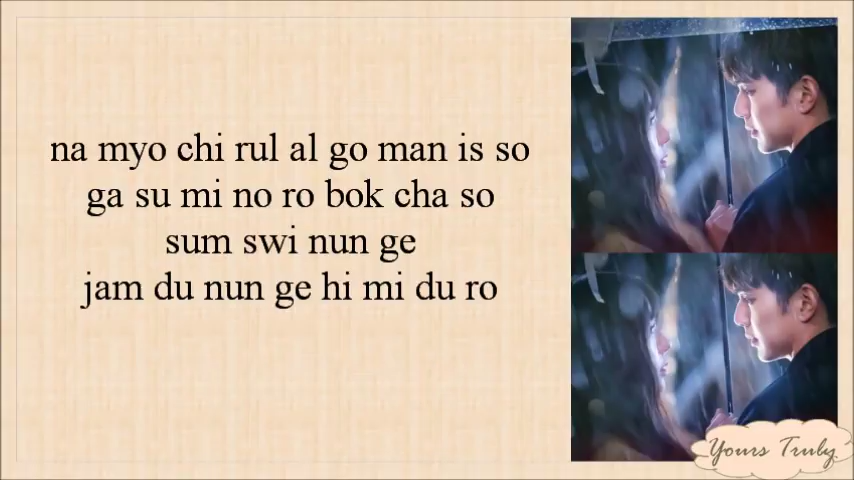 na myo chi rul al go man is so
ga su mi no ro bok cha so
sum swi nun ge
jam du nun ge hi mi du ro
Yours Truly